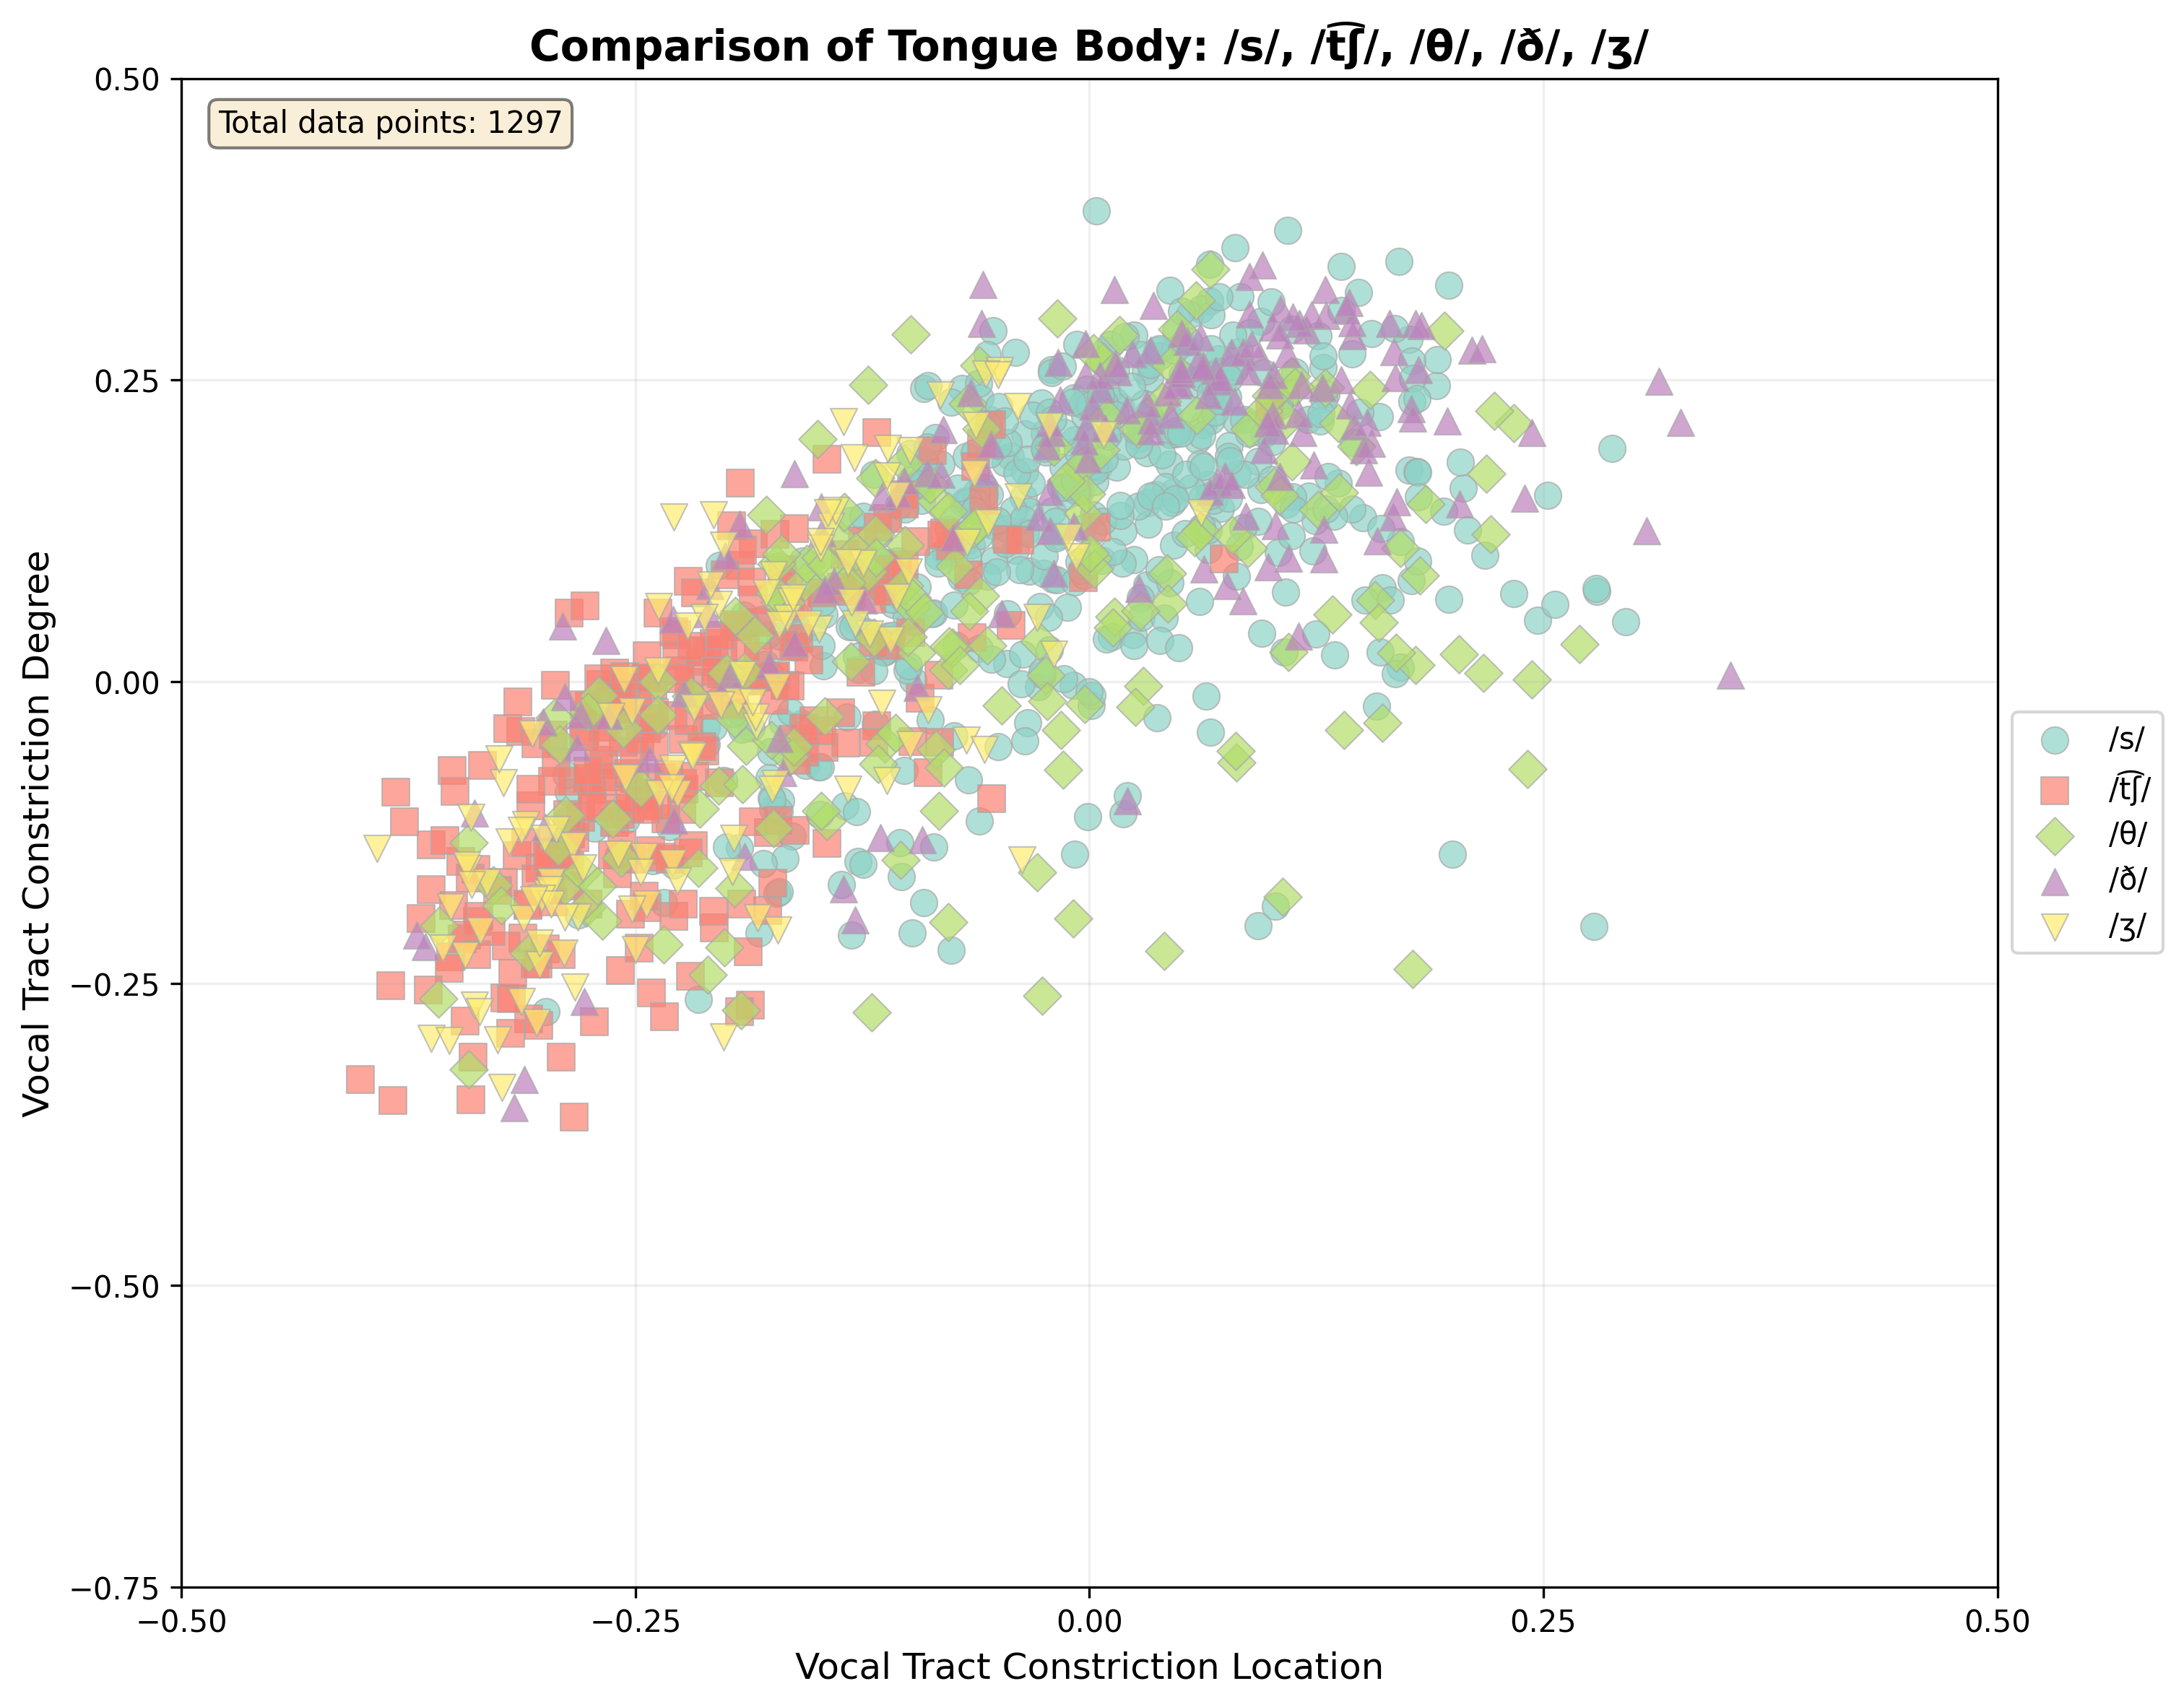 Comparison of Tongue Body: /s/, /t͡ʃ/, /θ/, /ð/, /ʒ/
Total data points: 1297
0.50
0.25
0.00
−0.25
−0.50
−0.75
Vocal Tract Constriction Degree
−0.50
−0.25
0.00
0.25
0.50
Vocal Tract Constriction Location
/s/
/t͡ʃ/
/θ/
/ð/
/ʒ/